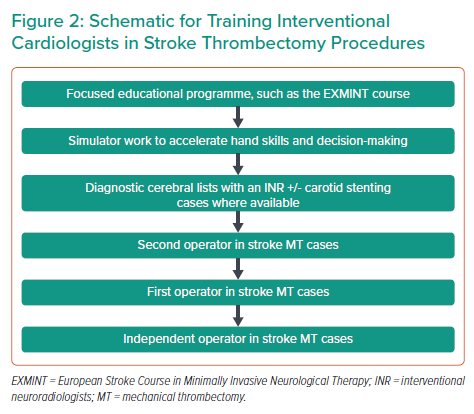 Figure 2: Schematic for Training Interventional
Cardiologists in Stroke Thrombectomy Procedures
Focused educational programme, such as the EXMINT course
Simulator work to accelerate hand skills and decision-making
Diagnostic cerebral lists with an INR +/- carotid stenting
cases where available
Second operator in stroke MT cases
First operator in stroke MT cases
Independent operator in stroke MT cases
EXMINT = European Stroke Course in Minimally Invasive Neurological Therapy; INR = interventional
neuroradiologists; MT = mechanical thrombectomy.